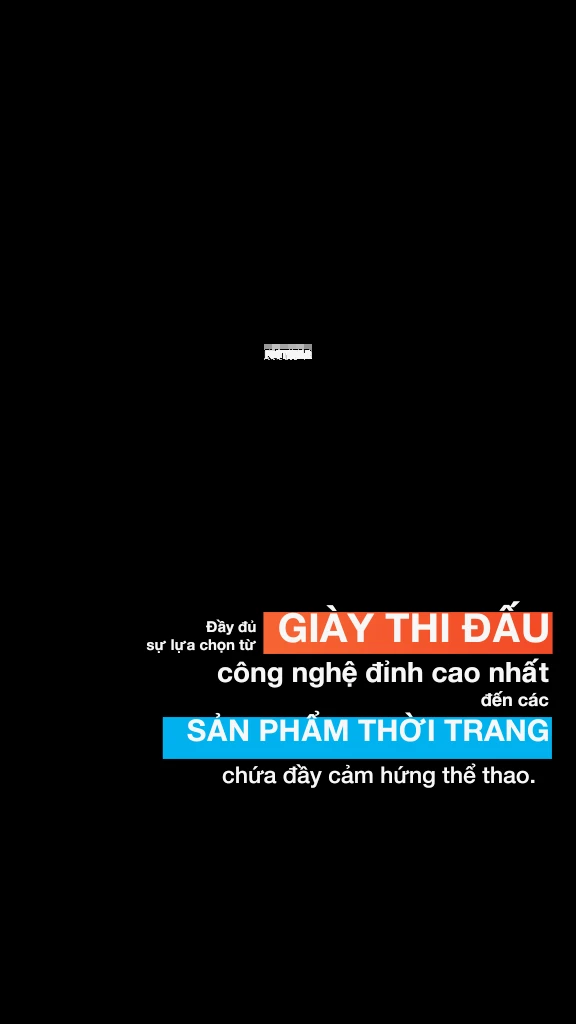 Đầy đủ
sự lựa chọn từ
GIÀY THI ĐẤU
công nghệ đỉnh cao nhất
đến các
SẢN PHẨM THỜI TRANG
chứa đầy cảm hứng thể thao.